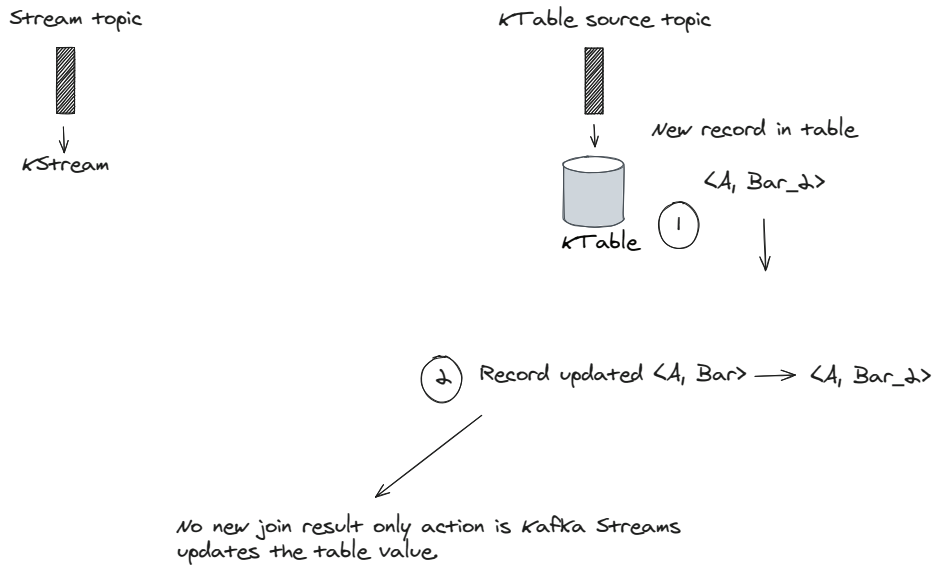 Stream topic
KTable source topic
KStream
New record in table
<A, Bar_2>
KTable
1
2 Record updated <A, Bar> → <A, Bar_2>
No new join result only action is Kafka Streams
updates the table value